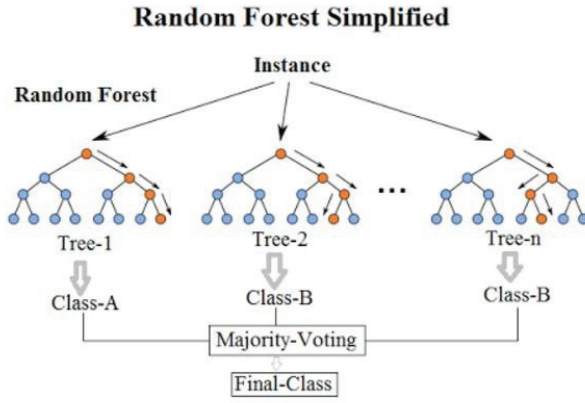 Random Forest Simplified
Instance
Random Forest
...
Tree-1
Tree-2
Tree-n
Class-A
Class-B
Class-B
Majority-Voting
Final-Class